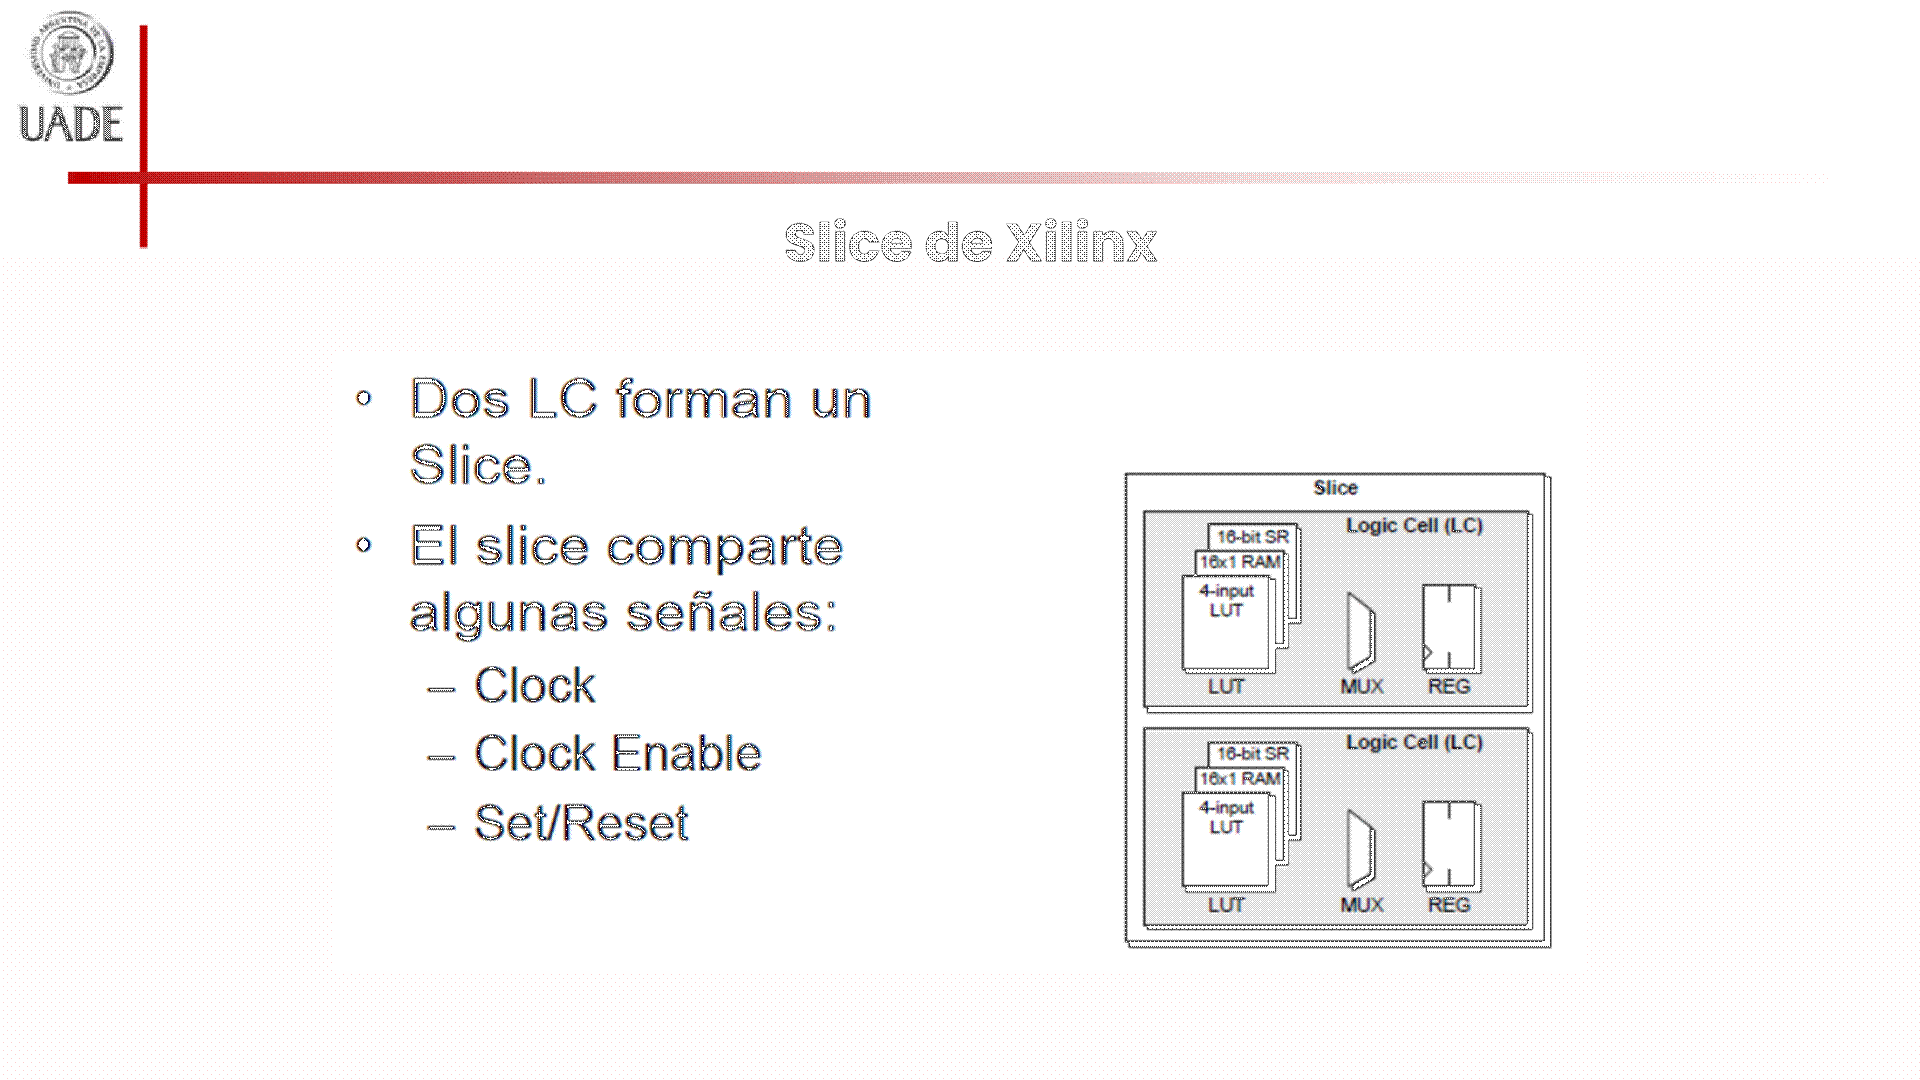 UADE
Slice de Xilinx
• Dos LC forman un
Slice.
• El slice comparte
algunas señales:
– Clock
– Clock Enable
– Set/Reset
Slice
Logic Cell (LC)
16-bit SR
16x1 RAM
4-input
LUT
LUT MUX REG
Logic Cell (LC)
16-bit SR
16x1 RAM
4-input
LUT
LUT MUX REG